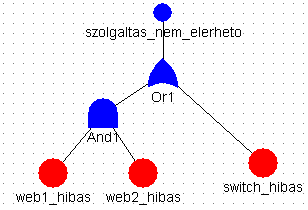 szolgaltas_nem_elerheto
Or1
And1
web1_hibas
web2_hibas
switch_hibas